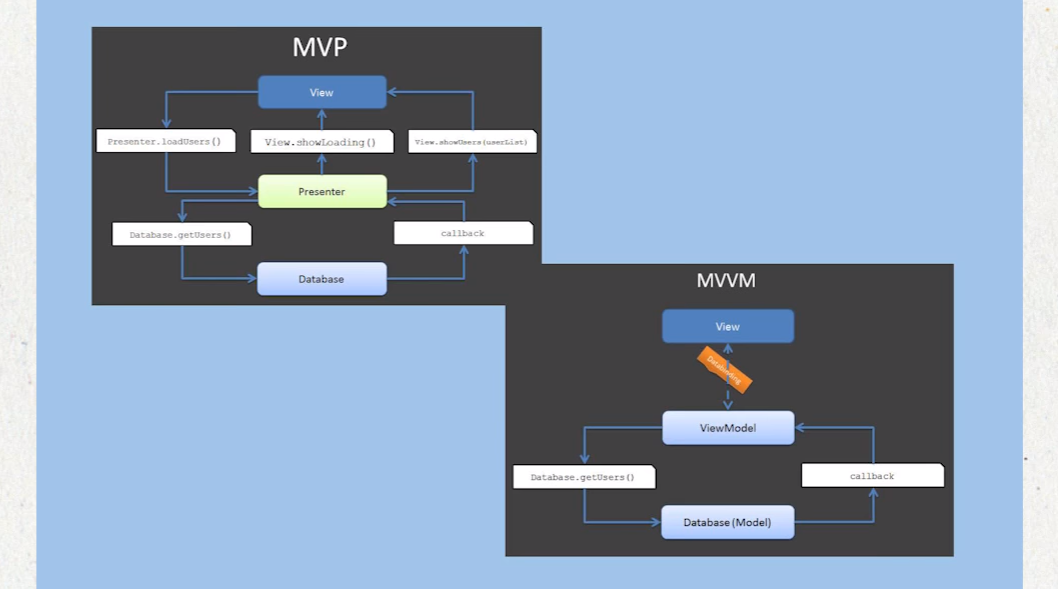 MVP
View
Presenter.loadUsers()
View.showLoading()
View.showUsers(userList)
Presenter
Database.getUsers()
callback
Database
MVVM
View
Databinding
ViewModel
Database.getUsers()
callback
Database (Model)